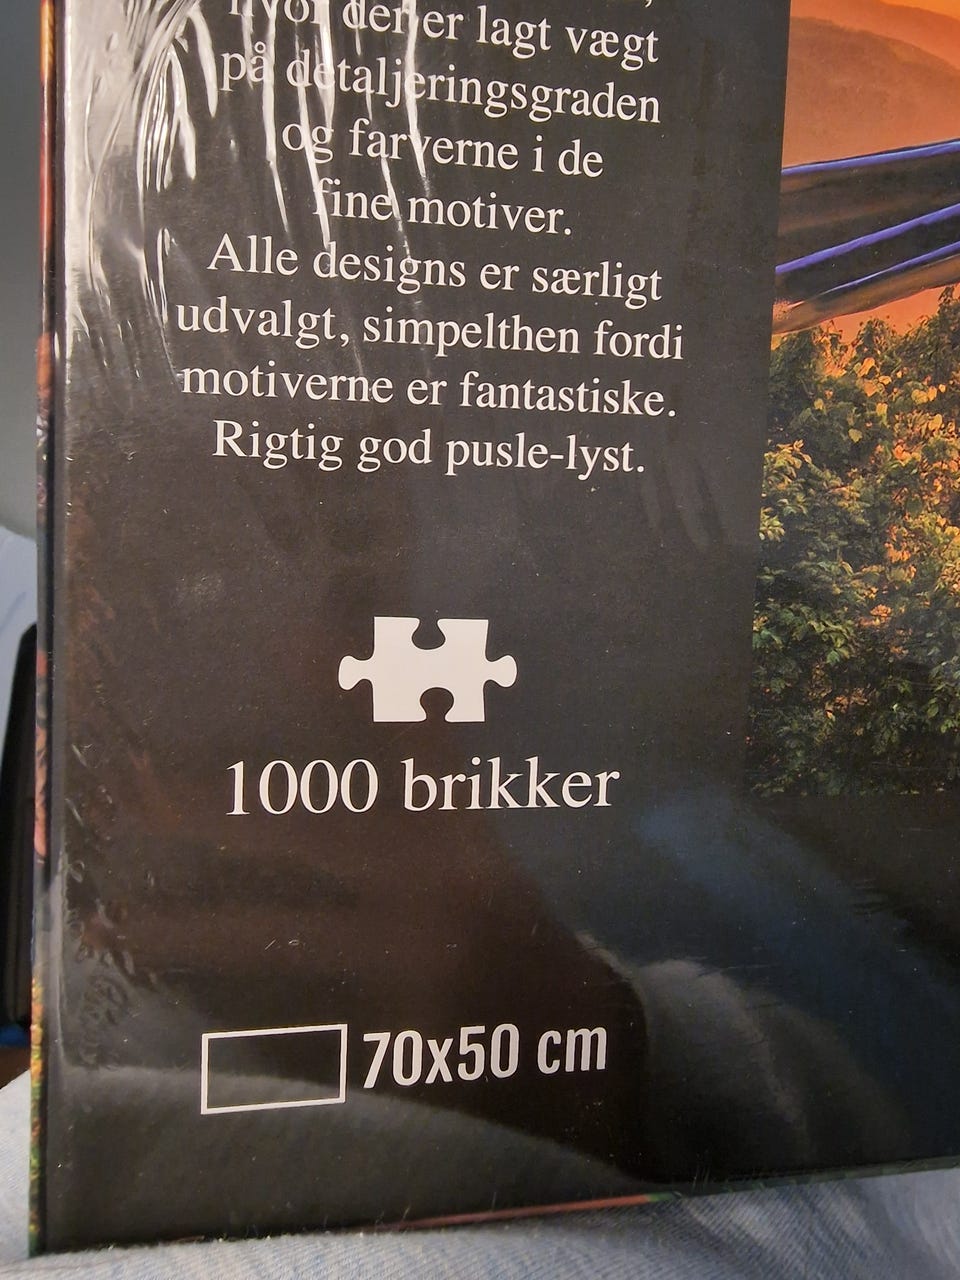 hvor der er lagt vægt
på detaljeringsgraden
og farverne i de
fine motiver.
Alle designs er særligt
udvalgt, simpelthen fordi
motiverne er fantastiske.
Rigtig god pusle-lyst.
1000 brikker
70x50 cm